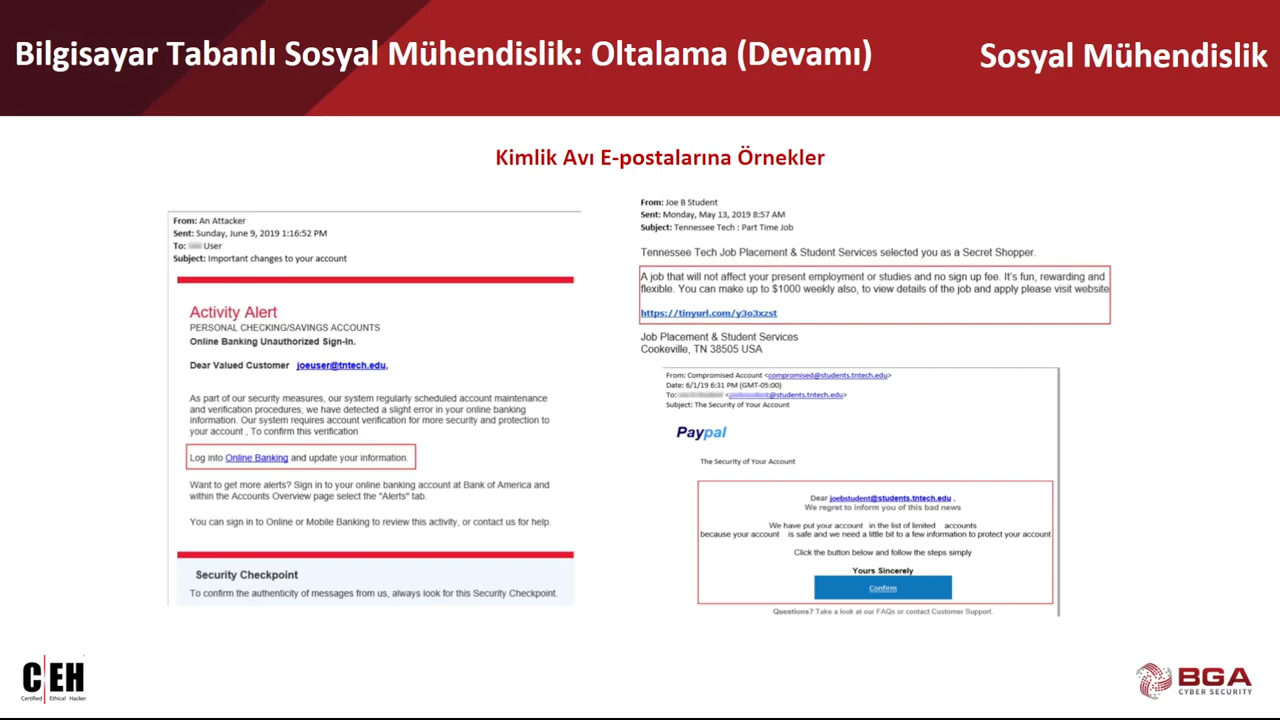 Bilgisayar Tabanlı Sosyal Mühendislik: Oltalama (Devamı)
Sosyal Mühendislik
Kimlik Avı E-postalarına Örnekler
From: An Attacker
Sent: Sunday, June 9, 2019 1:16:52 PM
To: User
Subject: Important changes to your account
Activity Alert
PERSONAL CHECKING/SAVINGS ACCOUNTS
Online Banking Unauthorized Sign-In.
Dear Valued Customer joeuser@tntech.edu,
As part of our security measures, our system regularly scheduled account maintenance
and verification procedures, we have detected a slight error in your online banking
information. Our system requires account verification for more security and protection to
your account , To confirm this verification
Log into Online Banking and update your information.
Want to get more alerts? Sign in to your online banking account at Bank of America and
within the Accounts Overview page select the "Alerts" tab.
You can sign in to Online or Mobile Banking to review this activity, or contact us for help.
Security Checkpoint
To confirm the authenticity of messages from us, always look for this Security Checkpoint.
From: Joe B Student
Sent: Monday, May 13, 2019 8:57 AM
Subject: Tennessee Tech : Part Time Job
Tennessee Tech Job Placement & Student Services selected you as a Secret Shopper.
A job that will not affect your present employment or studies and no sign up fee. It's fun, rewarding and
flexible. You can make up to $1000 weekly also, to view details of the job and apply please visit website
https://tinyurl.com/y3o3xzst
Job Placement & Student Services
Cookeville, TN 38505 USA
From: Compromised Account <compromised@students.tntech.edu>
Date: 6/1/19 6:31 PM (GMT-05:00)
To: <joebstudent@students.tntech.edu>
Subject: The Security of Your Account
Paypal
The Security of Your Account
Dear joebstudent@students.tntech.edu .
We regret to inform you of this bad news
We have put your account in the list of limited accounts
because your account is safe and we need a little bit to a few information to protect your account
Click the button below and follow the steps simply
Yours Sincerely
Confirm
Questions? Take a look at our FAQs or contact Customer Support.
C|EH
Certified Ethical Hacker
BGA
CYBER SECURITY